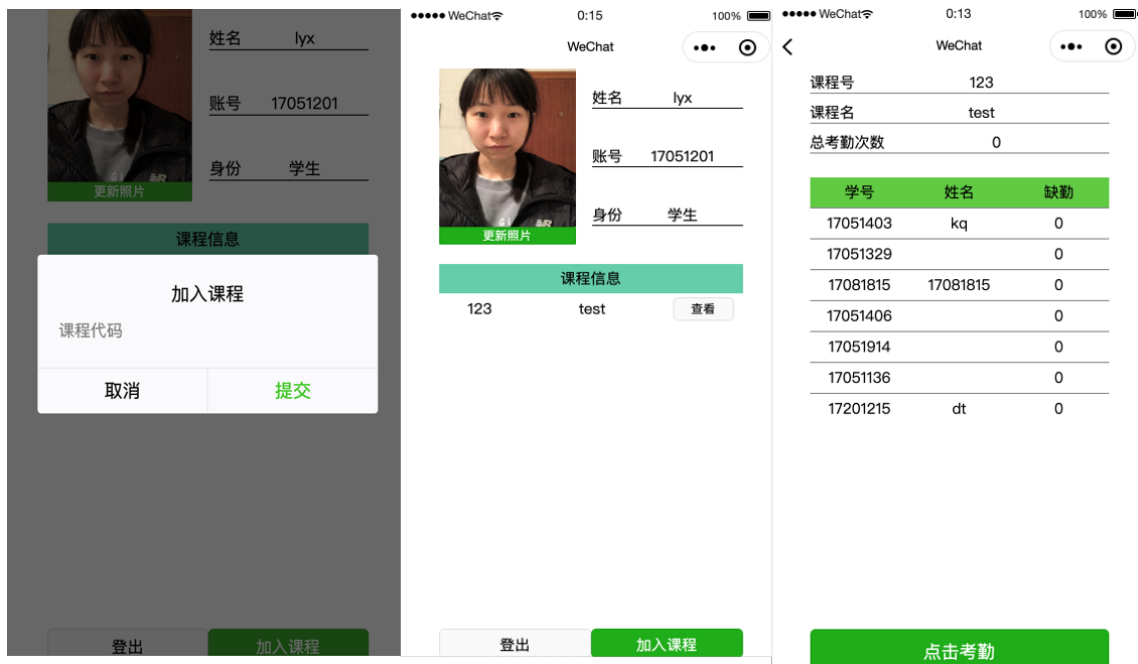 姓名 lyx
账号 17051201
身份 学生
更新照片
课程信息
加入课程
课程代码
取消 提交
登出 加入课程
WeChat 0:15 100%
WeChat
姓名 lyx
账号 17051201
身份 学生
更新照片
课程信息
123 test 查看
登出 加入课程
WeChat 0:13 100%
WeChat
课程号 123
课程名 test
总考勤次数 0
学号 姓名 缺勤
17051403 kq 0
17051329 0
17081815 17081815 0
17051406 0
17051914 0
17051136 0
17201215 dt 0
点击考勤